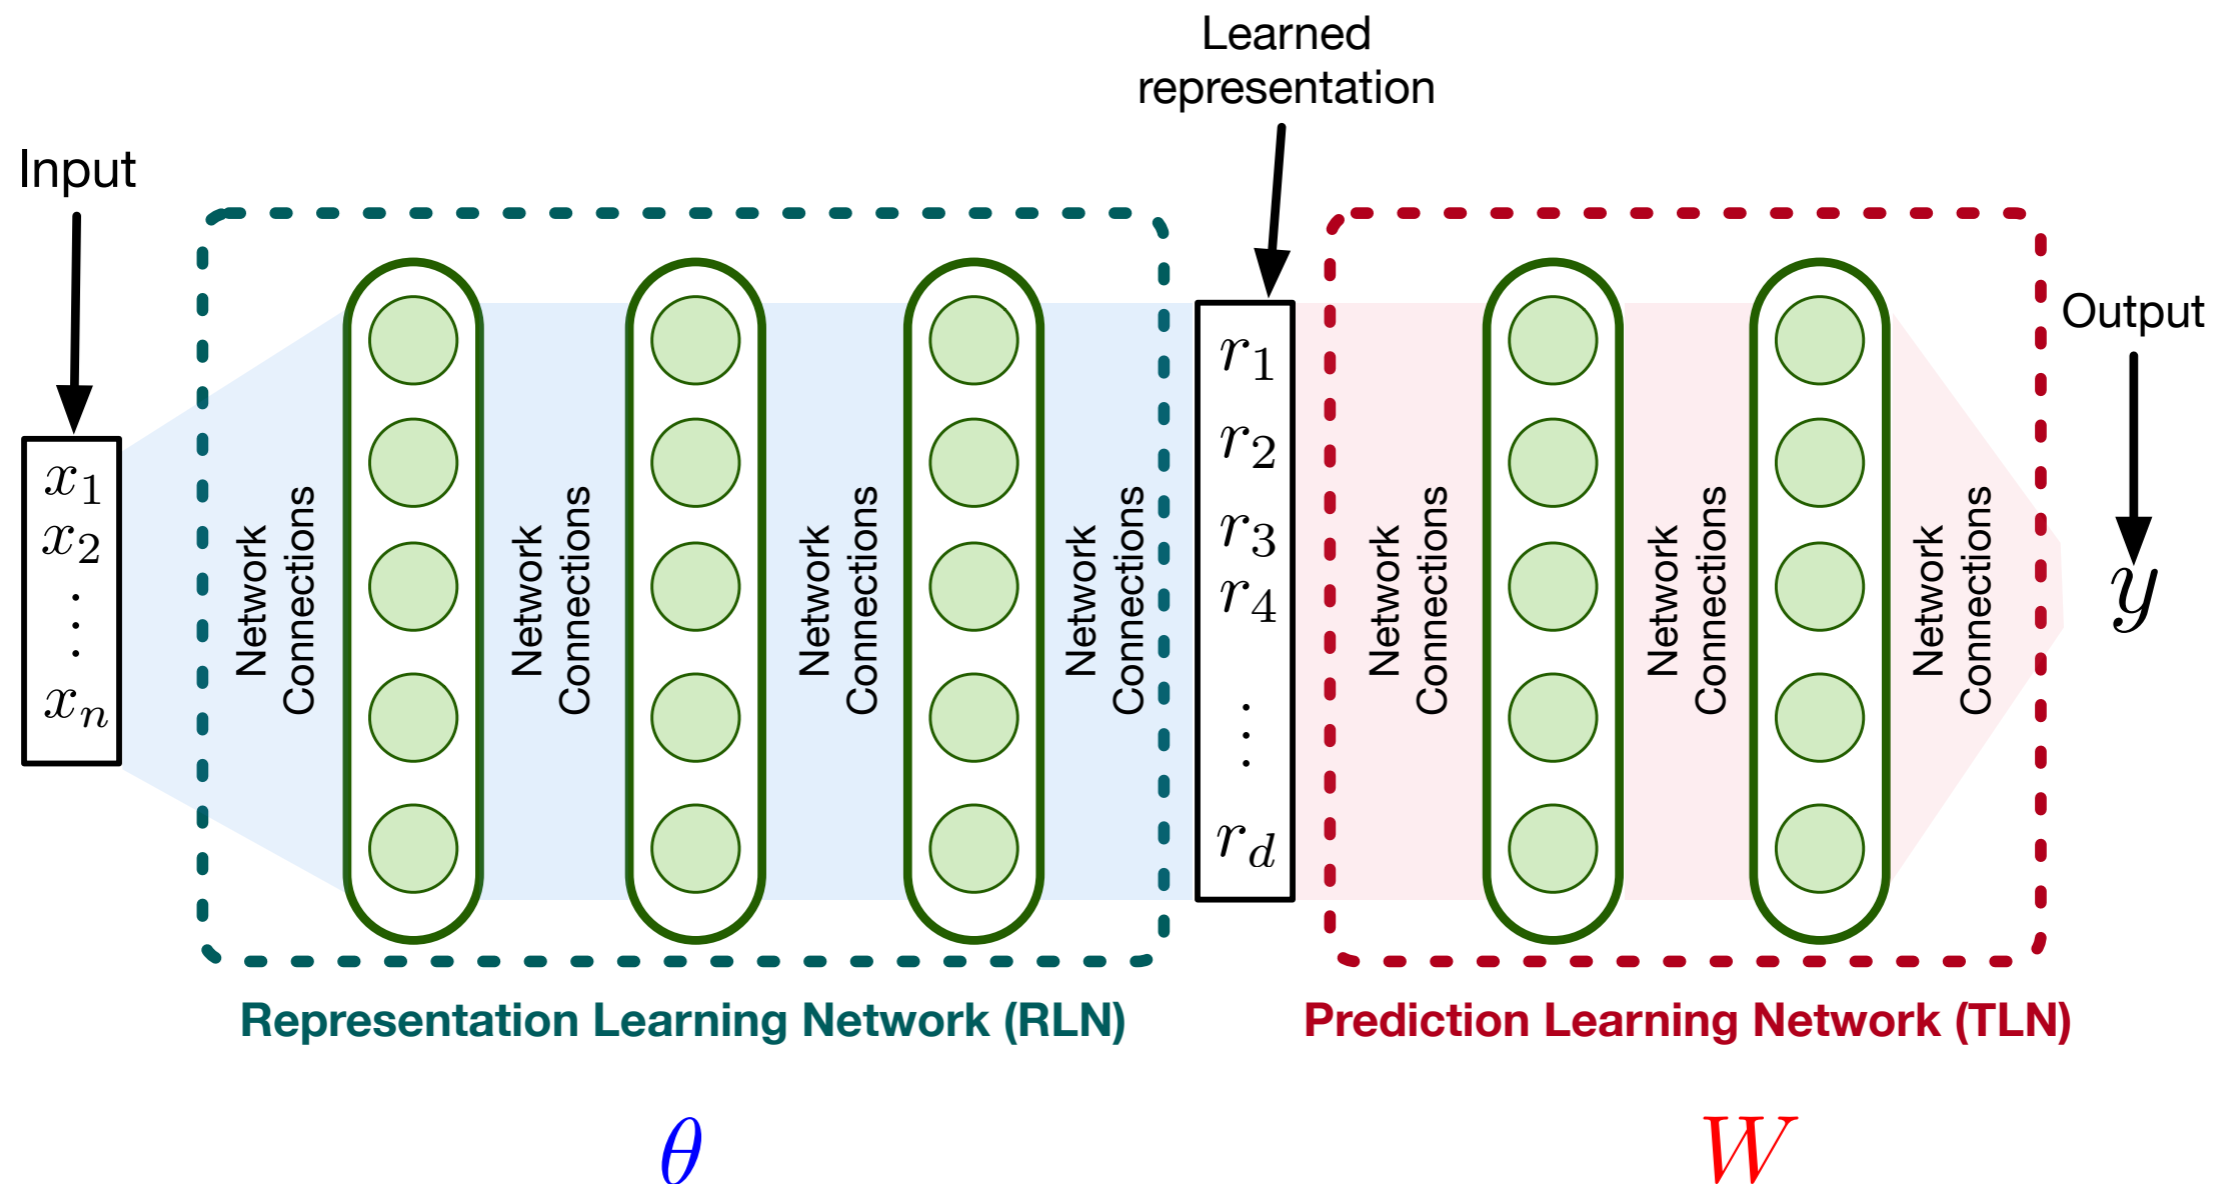 Learned
representation
Input
Output
x1
x2
⋮
xn
Network
Connections
Network
Connections
Network
Connections
Network
Connections
r1
r2
r3
r4
⋮
rd
Network
Connections
Network
Connections
Network
Connections
y
Representation Learning Network (RLN)
Prediction Learning Network (TLN)
θ
W